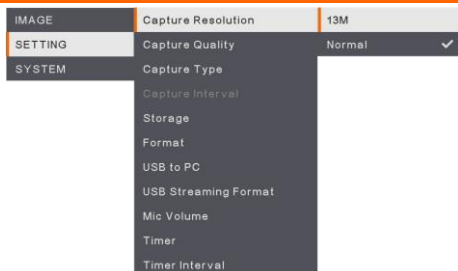 IMAGE
SETTING
SYSTEM
Capture Resolution
Capture Quality
Capture Type
Capture Interval
Storage
Format
USB to PC
USB Streaming Format
Mic Volume
Timer
Timer Interval
13M
Normal